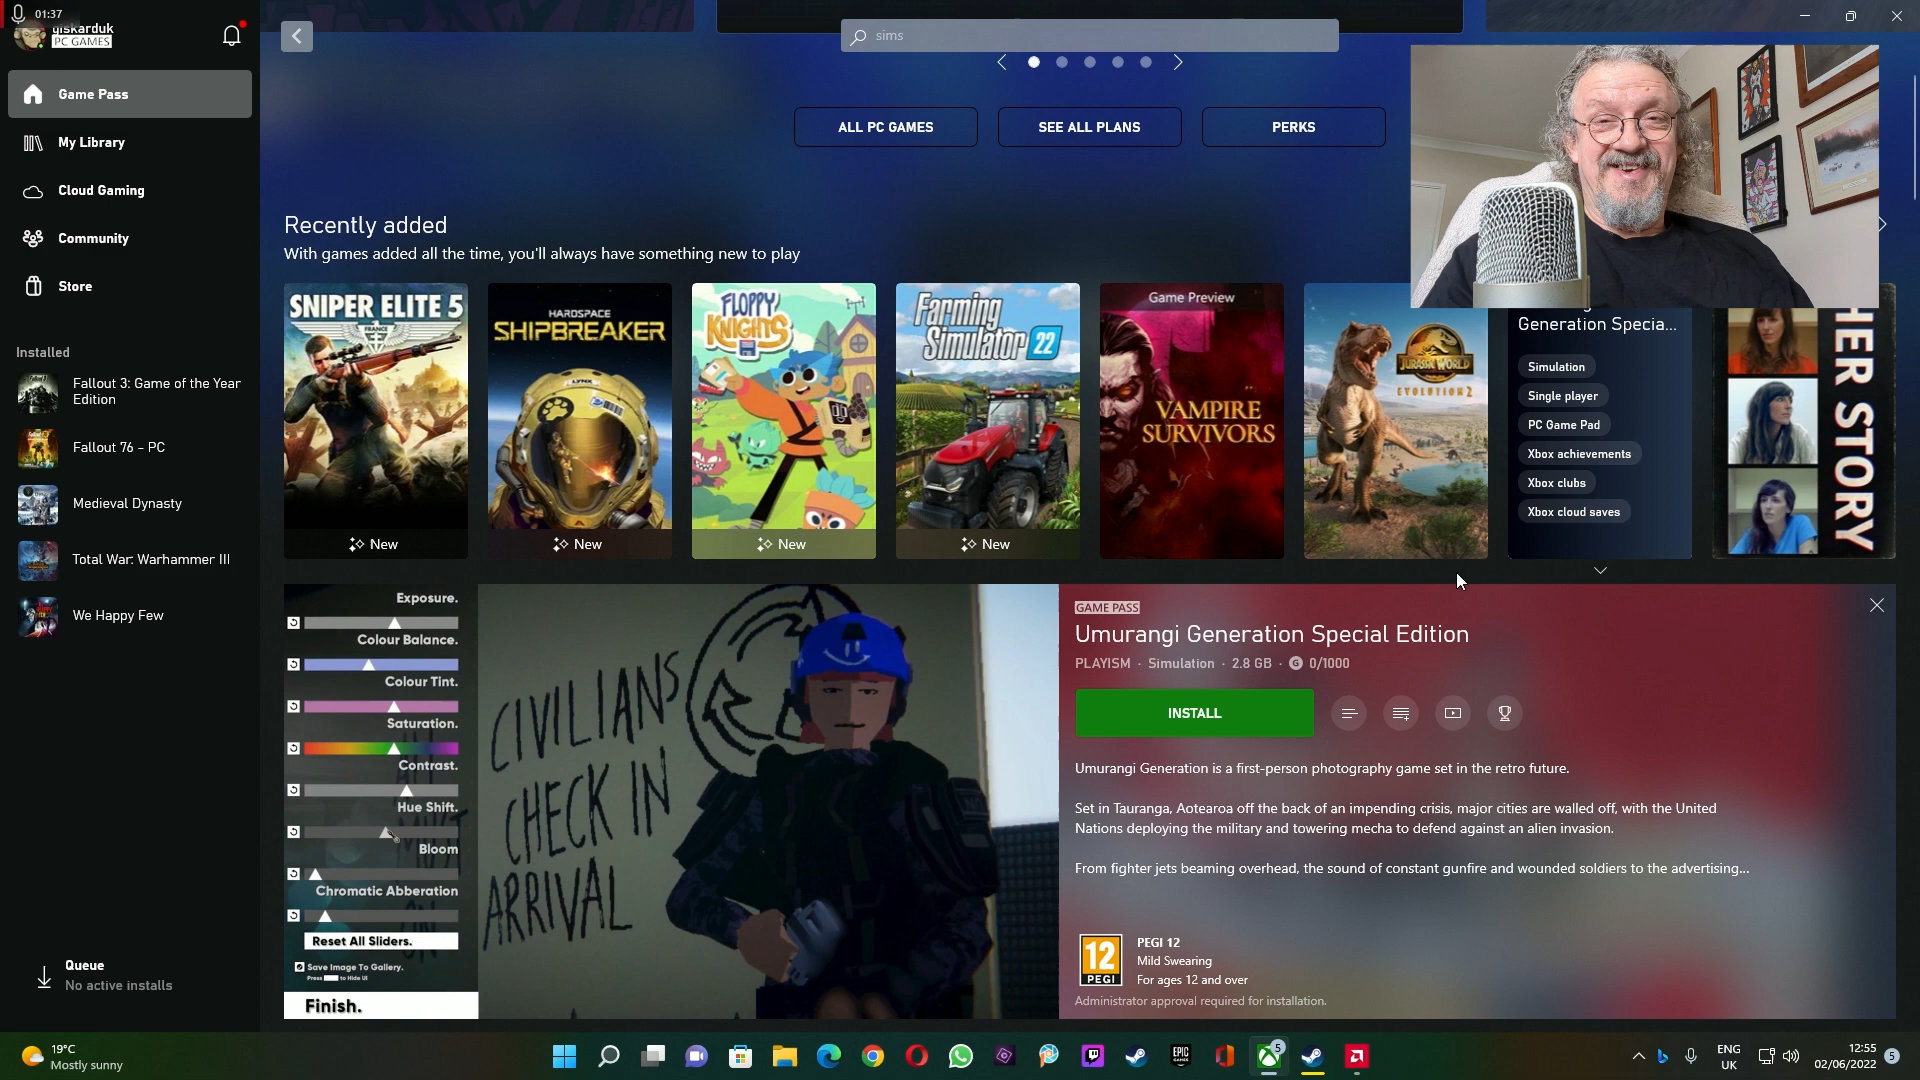 01:37
qiskarduk
PC GAMES
sims
Game Pass
My Library
Cloud Gaming
Community
Store
Installed
Fallout 3: Game of the Year
Edition
Fallout 76 - PC
Medieval Dynasty
Total War: Warhammer III
We Happy Few
Queue
No active installs
ALL PC GAMES
SEE ALL PLANS
PERKS
Recently added
With games added all the time, you'll always have something new to play
SNIPER ELITE 5
FRANCE
New
HARDSPACE
SHIPBREAKER
LYNX
New
FLOPPY
KNIGHTS
New
Farming
Simulator 22
New
Game Preview
VAMPIRE
SURVIVORS
JURASSIC WORLD
EVOLUTION 2
Generation Specia...
Simulation
Single player
PC Game Pad
Xbox achievements
Xbox clubs
Xbox cloud saves
HER STORY
Exposure.
Colour Balance.
Colour Tint.
Saturation.
Contrast.
Hue Shift.
Bloom
Chromatic Abberation
Reset All Sliders.
Save Image To Gallery.
Press to Hide UI
Finish.
CIVILIANS
CHECK IN
ARRIVAL
GAME PASS
Umurangi Generation Special Edition
PLAYISM · Simulation · 2.8 GB · G 0/1000
INSTALL
Umurangi Generation is a first-person photography game set in the retro future.
Set in Tauranga, Aotearoa off the back of an impending crisis, major cities are walled off, with the United
Nations deploying the military and towering mecha to defend against an alien invasion.
From fighter jets beaming overhead, the sound of constant gunfire and wounded soldiers to the advertising...
12
PEGI
PEGI 12
Mild Swearing
For ages 12 and over
Administrator approval required for installation.
19°C
Mostly sunny
EPIC
GAMES
5
ENG
UK
12:55
02/06/2022
5